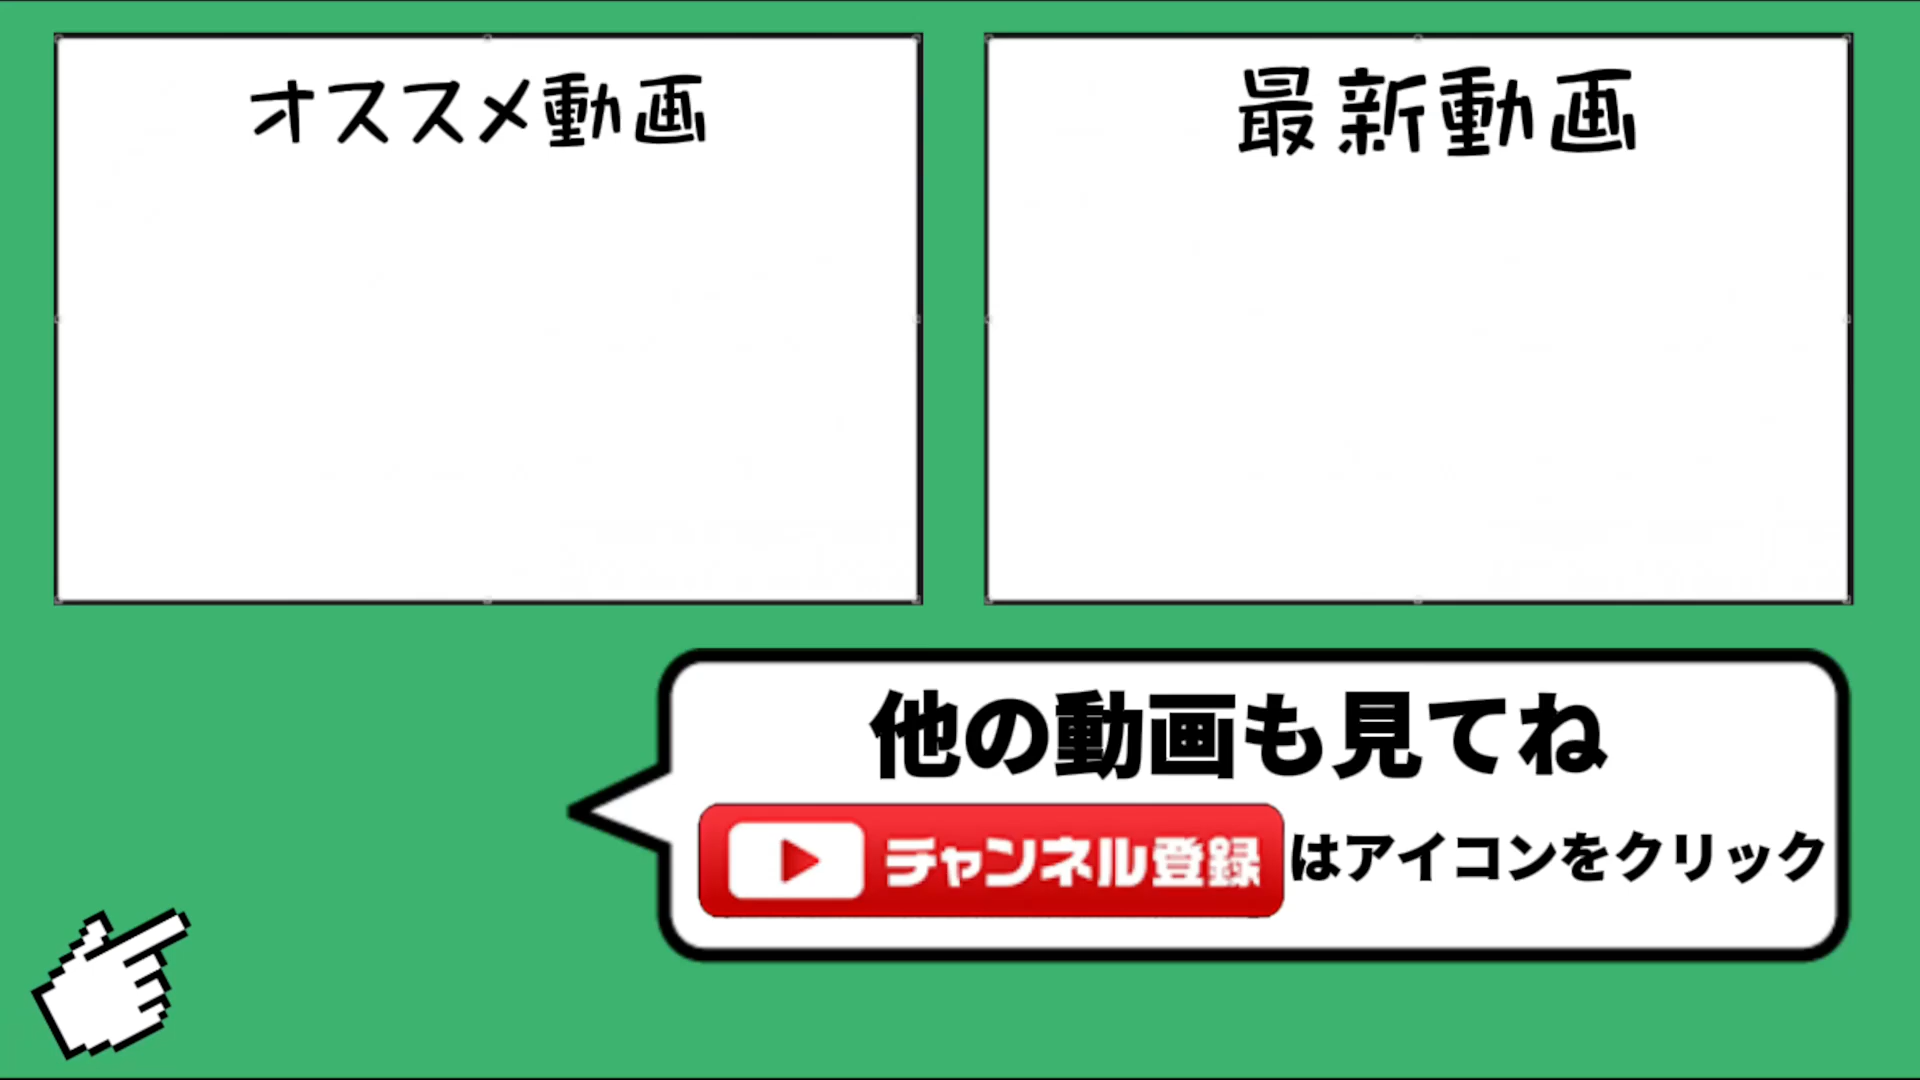 オススメ動画
最新動画
他の動画も見てね
チャンネル登録はアイコンをクリック